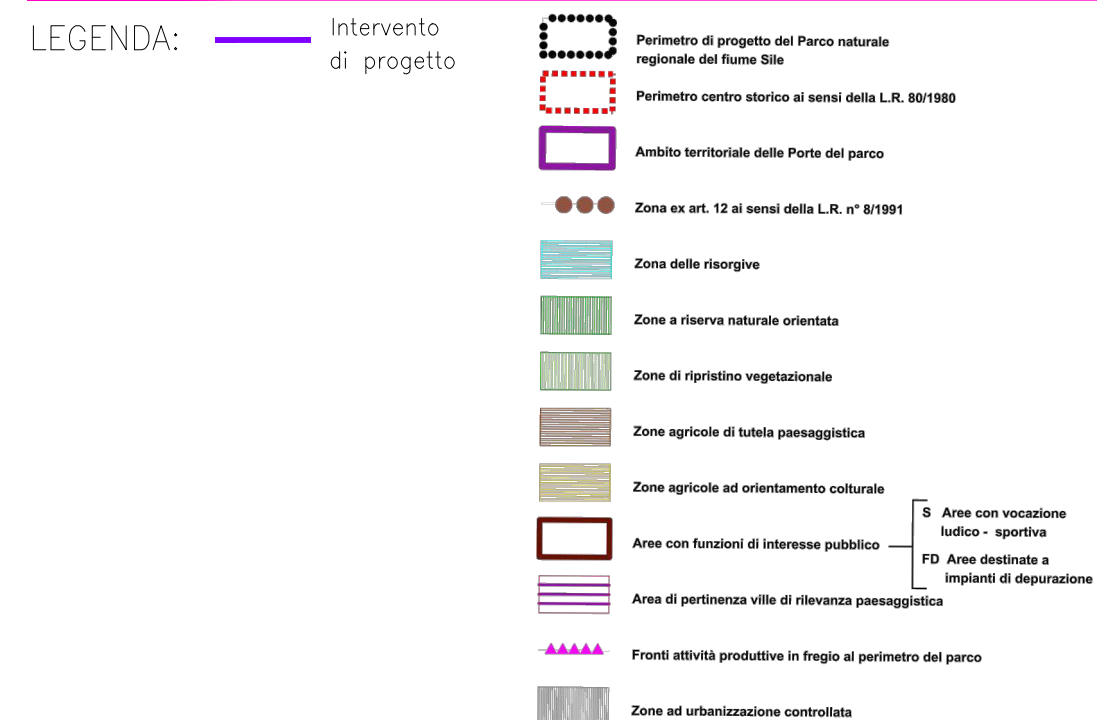 LEGENDA:
Intervento
di progetto
Perimetro di progetto del Parco naturale
regionale del fiume Sile
Perimetro centro storico ai sensi della L.R. 80/1980
Ambito territoriale delle Porte del parco
Zona ex art. 12 ai sensi della L.R. n° 8/1991
Zona delle risorgive
Zone a riserva naturale orientata
Zone di ripristino vegetazionale
Zone agricole di tutela paesaggistica
Zone agricole ad orientamento colturale
Aree con funzioni di interesse pubblico
S Aree con vocazione
ludico - sportiva
FD Aree destinate a
impianti di depurazione
Area di pertinenza ville di rilevanza paesaggistica
Fronti attività produttive in fregio al perimetro del parco
Zone ad urbanizzazione controllata